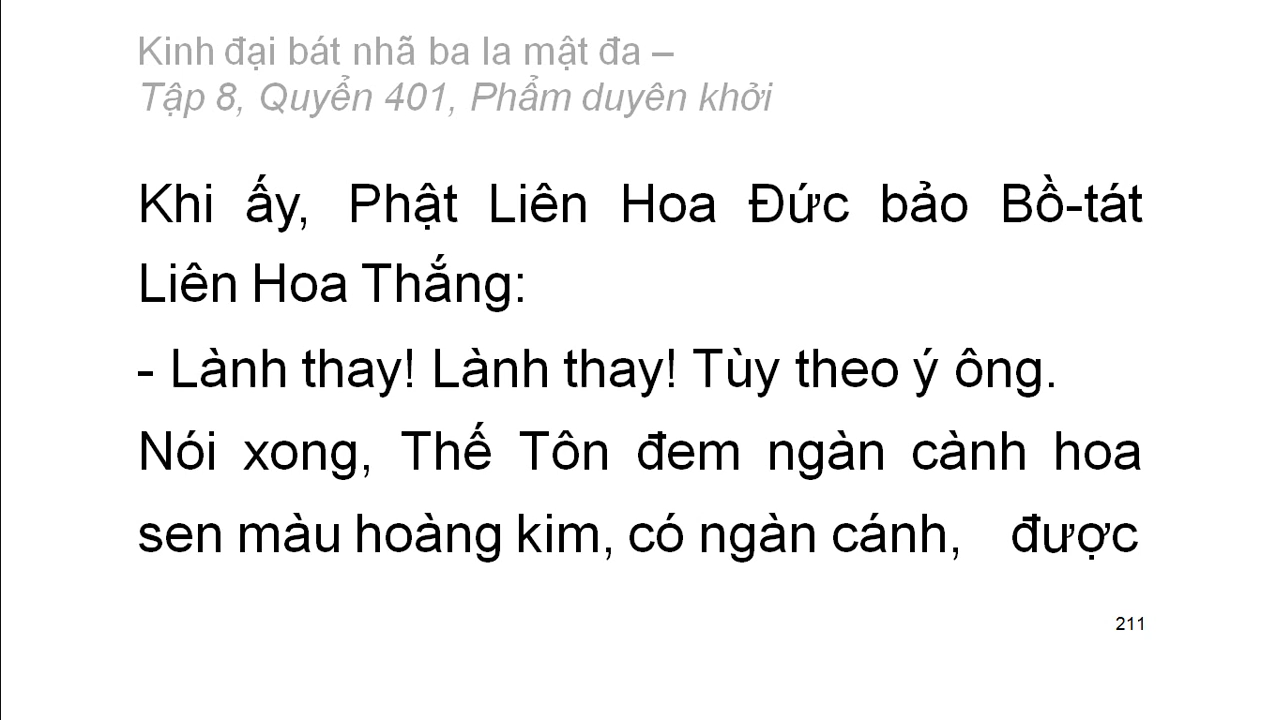 Kinh đại bát nhã ba la mật đa –
Tập 8, Quyển 401, Phẩm duyên khởi
Khi ấy, Phật Liên Hoa Đức bảo Bồ-tát
Liên Hoa Thắng:
- Lành thay! Lành thay! Tùy theo ý ông.
Nói xong, Thế Tôn đem ngàn cành hoa
sen màu hoàng kim, có ngàn cánh, được
211